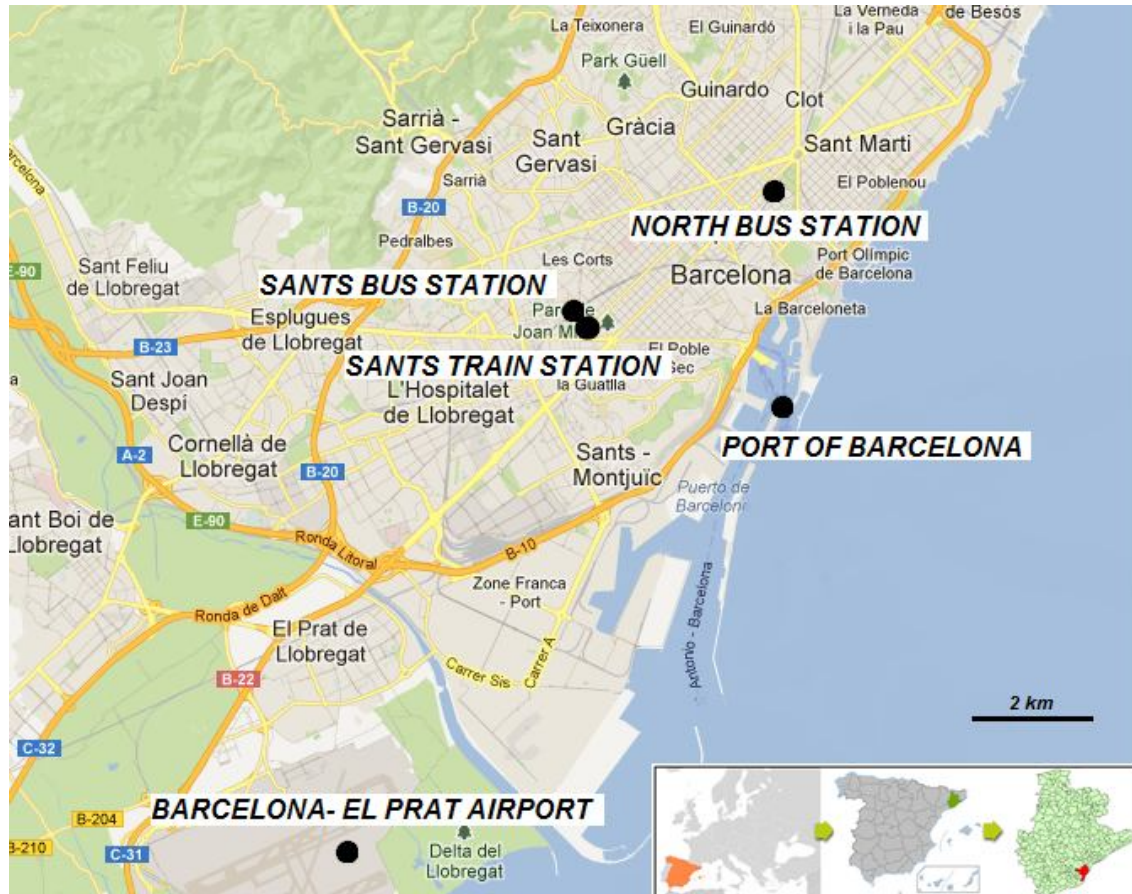 La Verneda
i la Pau
de Besòs
La Teixonera
El Guinardó
Park Güell
Guinardo
Clot
Sarrià -
Sant Gervasi
Gràcia
Sant
Gervasi
Sant Martí
Sarrià
El Poblenou
B-20
NORTH BUS STATION
Pedralbes
Les Corts
Barcelona
Port Olímpic
de Barcelona
E-90
Sant Feliu
de Llobregat
SANTS BUS STATION
La Barceloneta
Esplugues
de Llobregat
Joan M
B-23
El Poble
Sec
SANTS TRAIN STATION
Sant Joan
Despí
L'Hospitalet
de Llobregat
la Guatlla
Cornellà de
Llobregat
A-2
B-20
Sants -
Montjuïc
PORT OF BARCELONA
Puerto de
ant Boi de
Llobregat
E-90
Ronda Litoral
B-10
Zone Franca
- Port
Ronda de Dalt
El Prat de
Llobregat
Carrer Sis
Carrer A
Antonio - Barcelona
B-22
2 km
C-32
BARCELONA- EL PRAT AIRPORT
B-204
B-210
C-31
Delta del
Llobregat